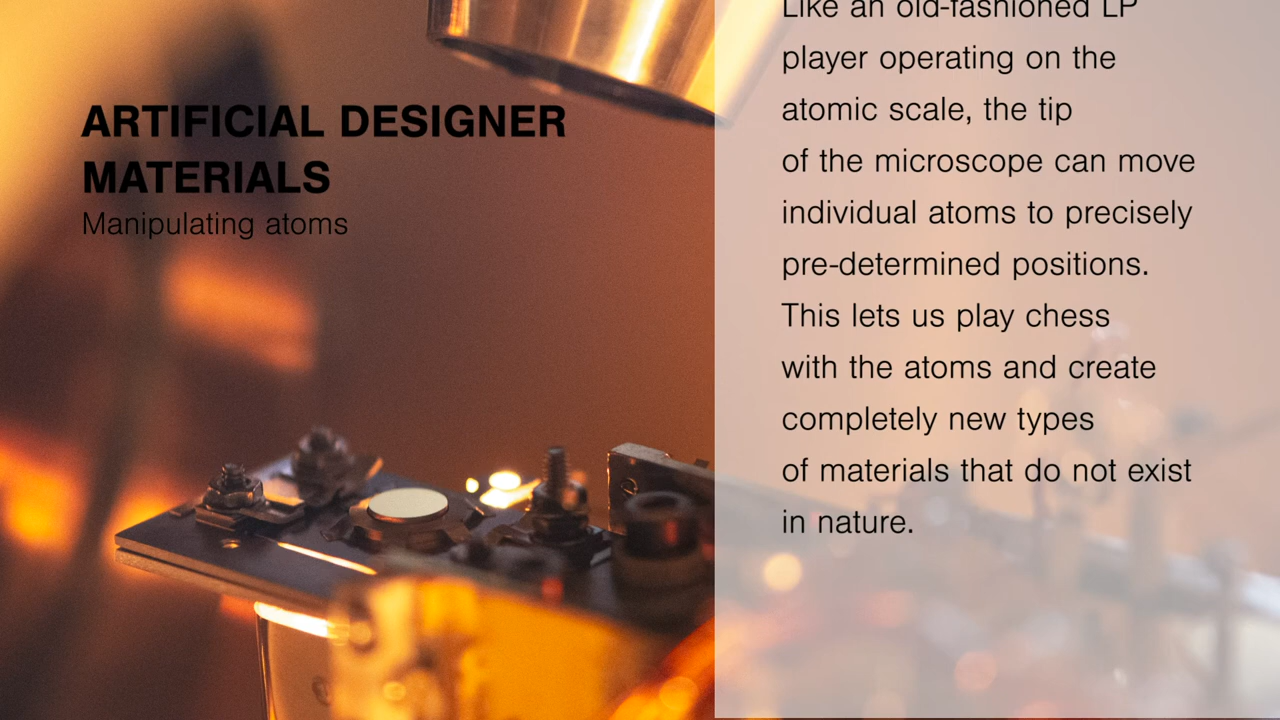 ARTIFICIAL DESIGNER
MATERIALS
Manipulating atoms
Like an old-fashioned LP
player operating on the
atomic scale, the tip
of the microscope can move
individual atoms to precisely
pre-determined positions.
This lets us play chess
with the atoms and create
completely new types
of materials that do not exist
in nature.